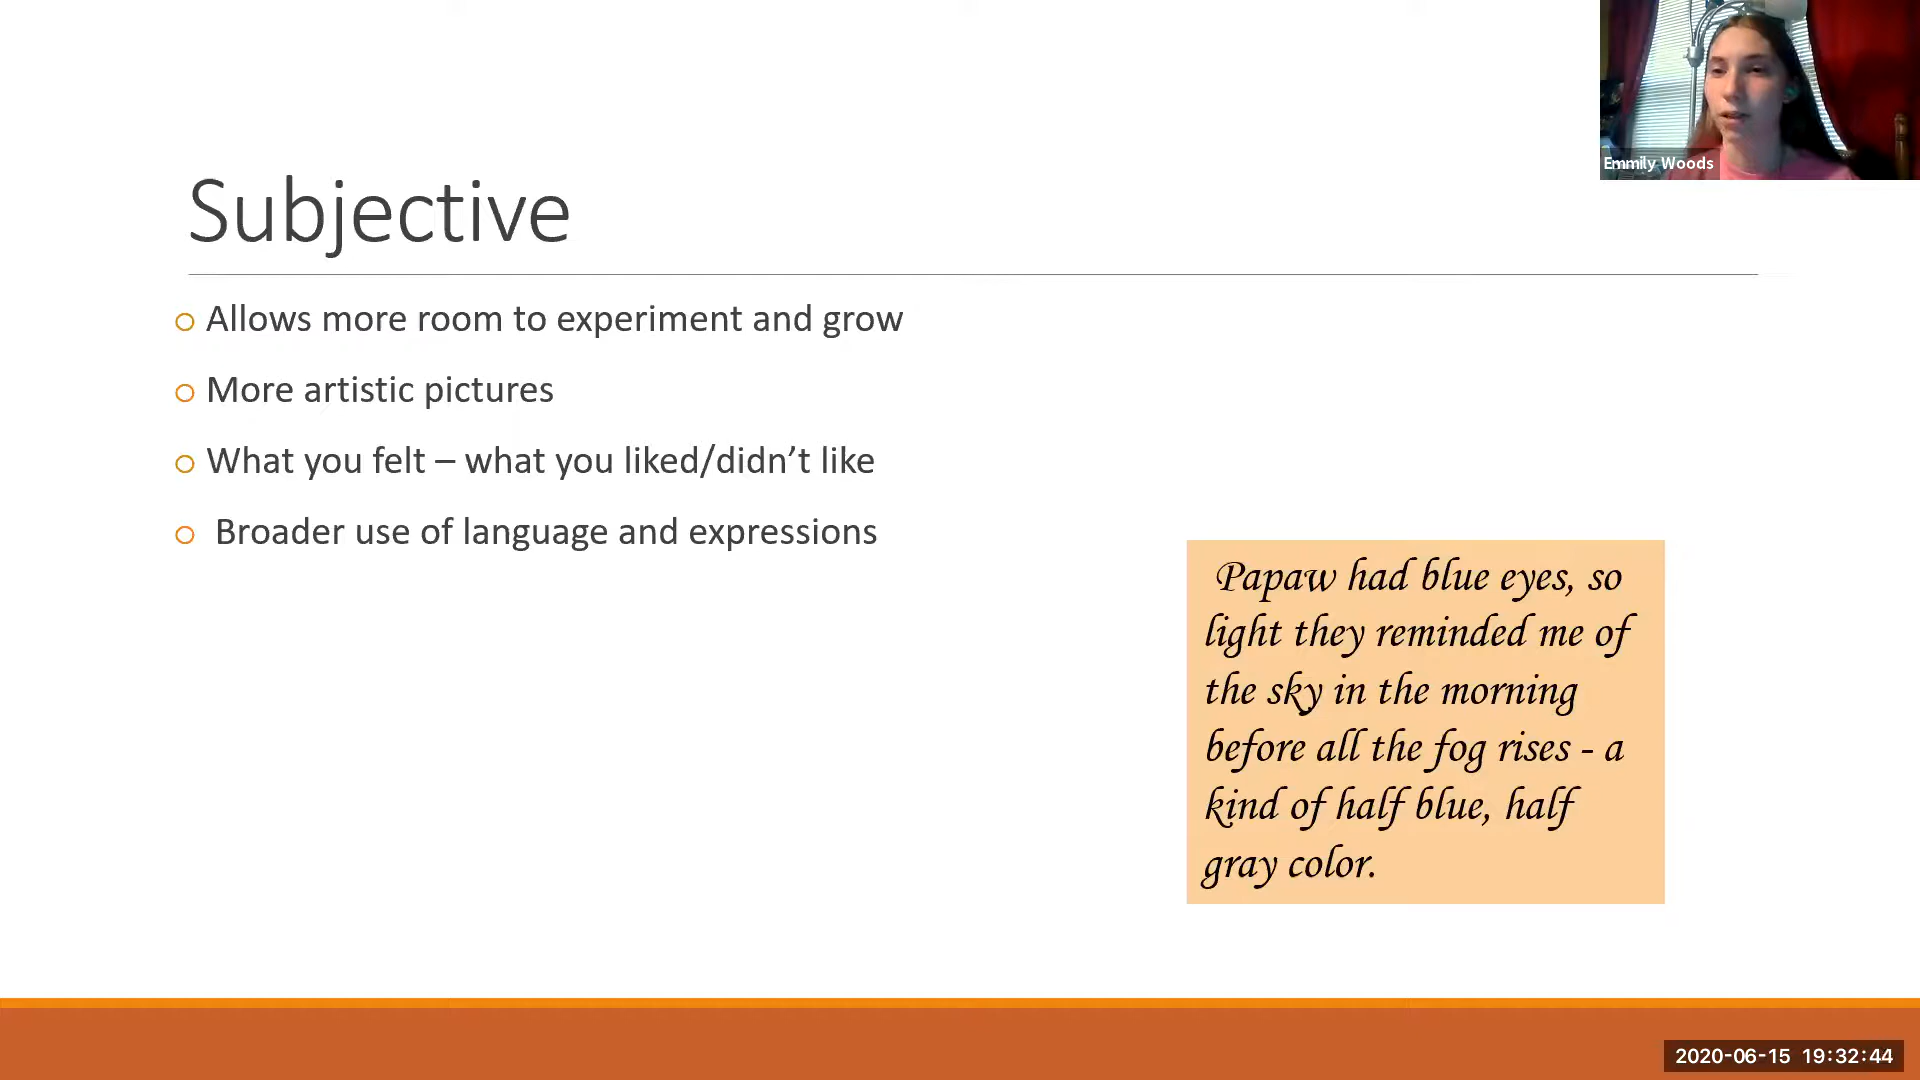 Emmily Woods
Subjective
Allows more room to experiment and grow
More artistic pictures
What you felt – what you liked/didn’t like
Broader use of language and expressions
Papaw had blue eyes, so
light they reminded me of
the sky in the morning
before all the fog rises - a
kind of half blue, half
gray color.
2020-06-15 19:32:44